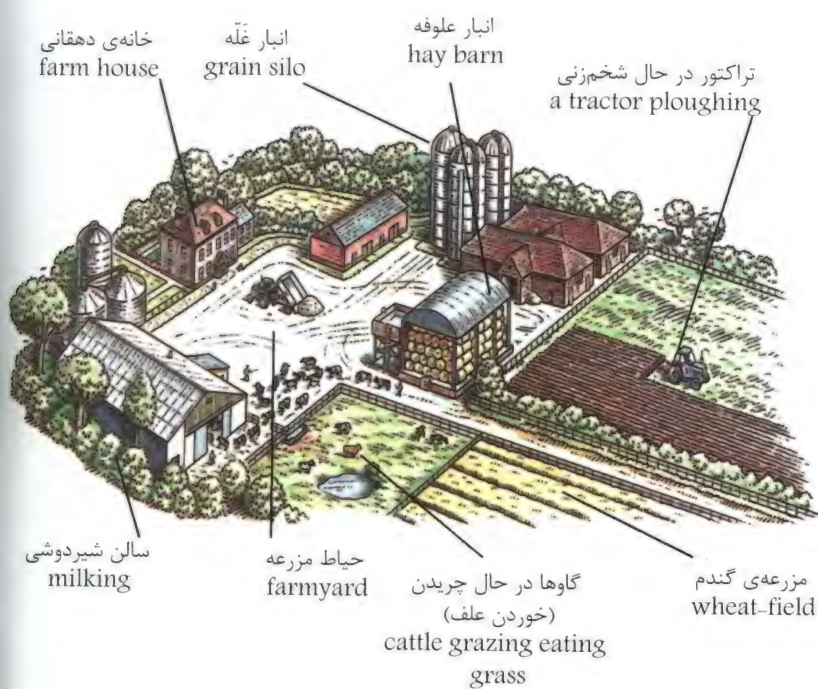 خانه‌ی دهقانی
farm house
انبار غَلّه
grain silo
انبار علوفه
hay barn
تراکتور در حال شخم‌زنی
a tractor ploughing
سالن شیردوشی
milking
حیاط مزرعه
farmyard
گاوها در حال چریدن
(خوردن علف)
cattle grazing eating
grass
مزرعه‌ی گندم
wheat-field